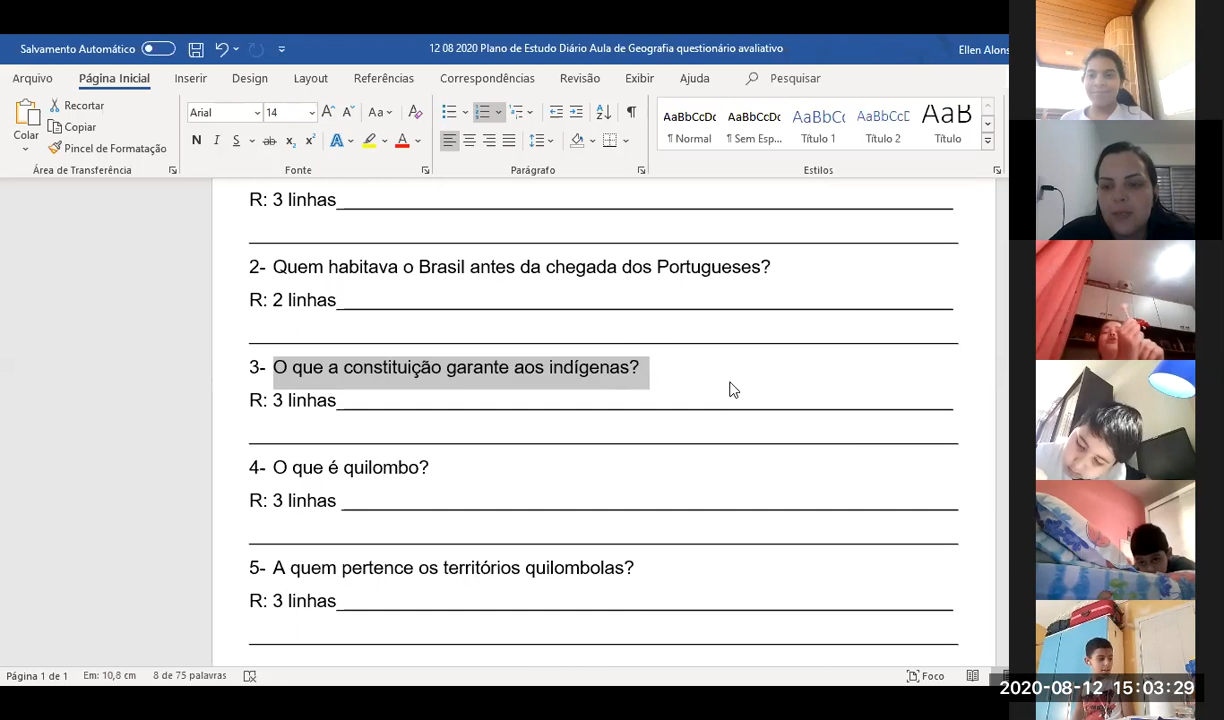 Salvamento Automático
12 08 2020 Plano de Estudo Diário Aula de Geografia questionário avaliativo
Ellen Alons
Arquivo Página Inicial Inserir Design Layout Referências Correspondências Revisão Exibir Ajuda Pesquisar
Colar
Recortar
Copiar
Pincel de Formatação
Área de Transferência
Arial 14 Aa
N I S ab x₂ x² A A
Fonte
Parágrafo
AaBbCcDc AaBbCcDc AaBbCc AaBbCcD AaB
¶ Normal ¶ Sem Esp... Título 1 Título 2 Título
Estilos
R: 3 linhas
2- Quem habitava o Brasil antes da chegada dos Portugueses?
R: 2 linhas
3- O que a constituição garante aos indígenas?
R: 3 linhas
4- O que é quilombo?
R: 3 linhas
5- A quem pertence os territórios quilombolas?
R: 3 linhas
Página 1 de 1 Em: 10,8 cm 8 de 75 palavras Foco
2020-08-12 15:03:29